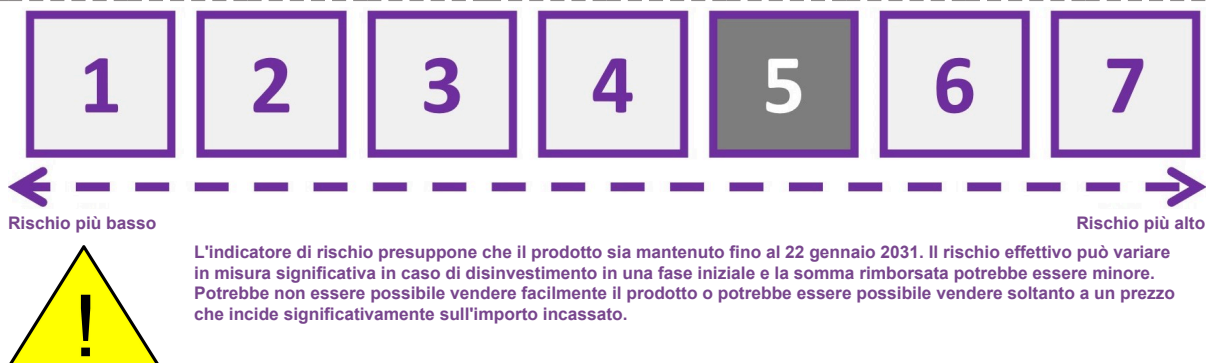 1 2 3 4 5 6 7
Rischio più basso Rischio più alto
L'indicatore di rischio presuppone che il prodotto sia mantenuto fino al 22 gennaio 2031. Il rischio effettivo può variare
in misura significativa in caso di disinvestimento in una fase iniziale e la somma rimborsata potrebbe essere minore.
Potrebbe non essere possibile vendere facilmente il prodotto o potrebbe essere possibile vendere soltanto a un prezzo
che incide significativamente sull'importo incassato.
!